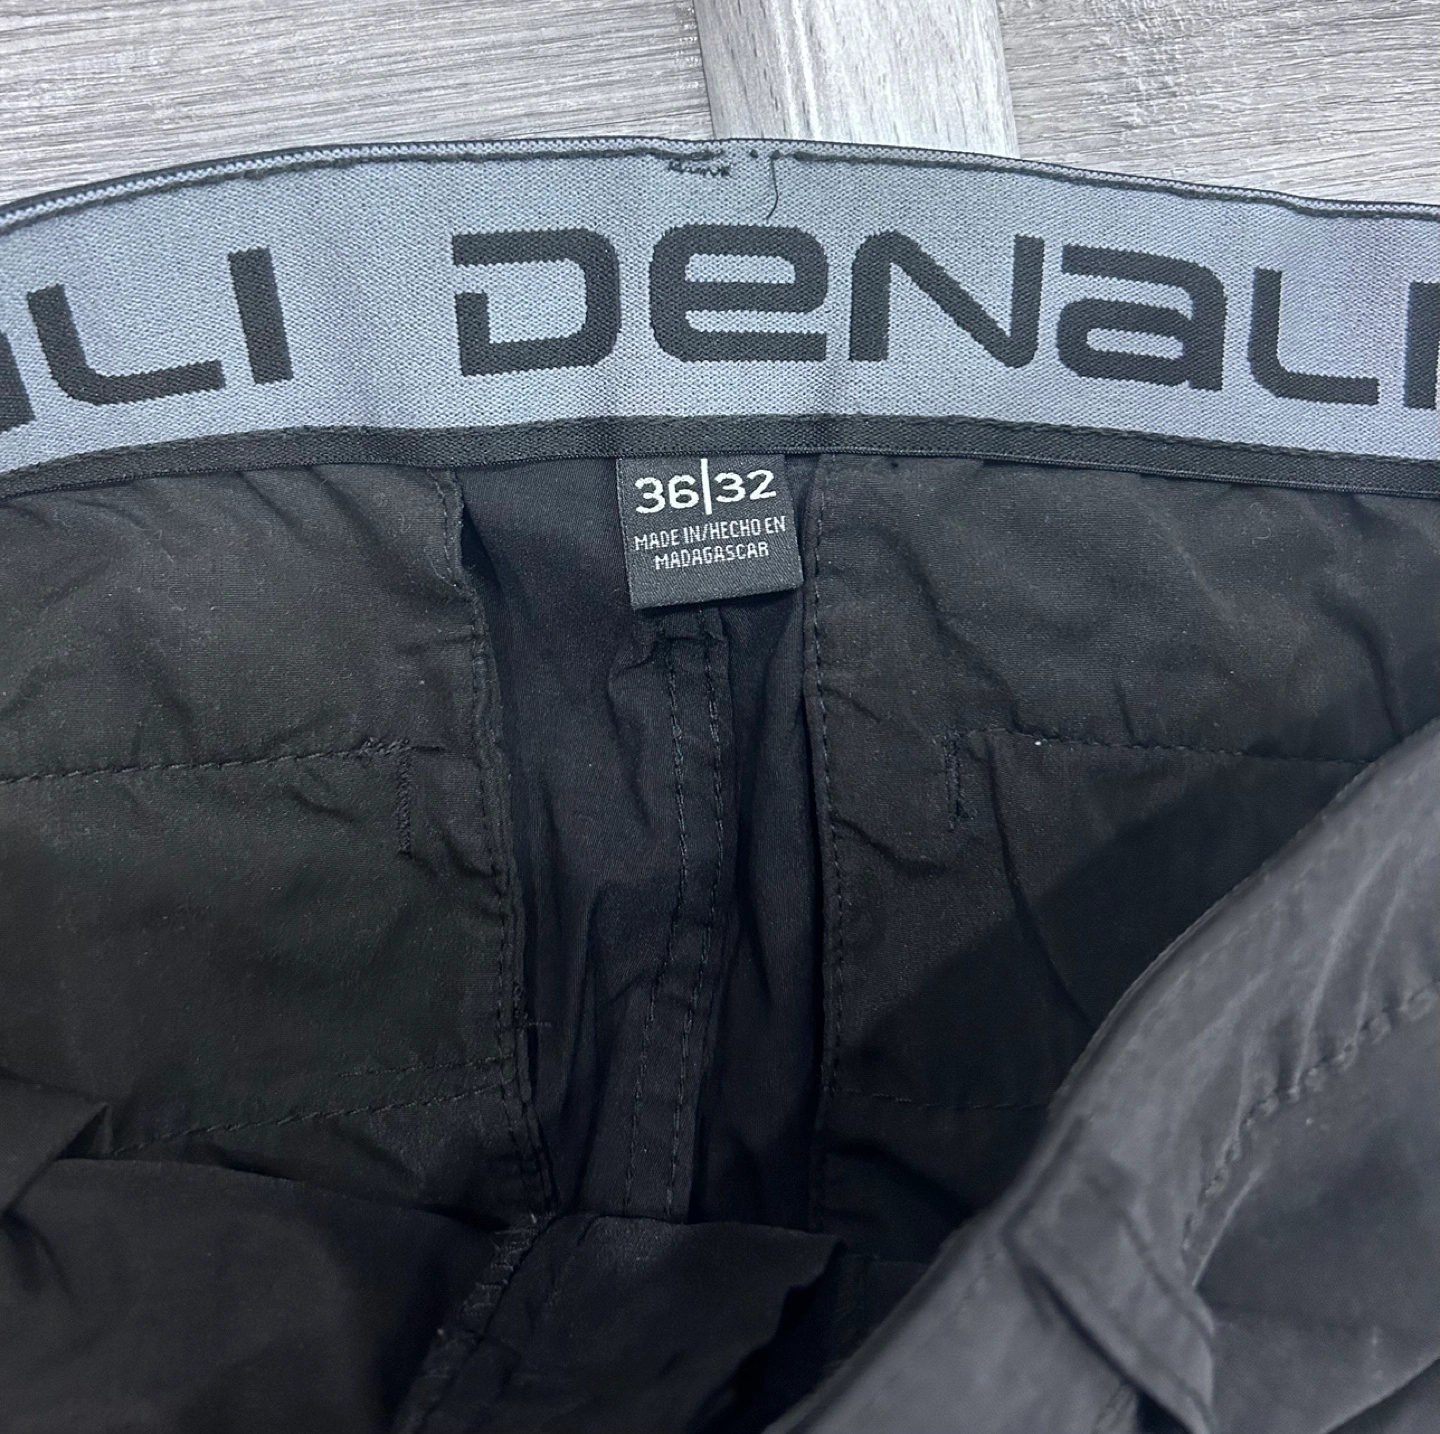 ALI DENALI
36|32
MADE IN/HECHO EN
MADAGASCAR